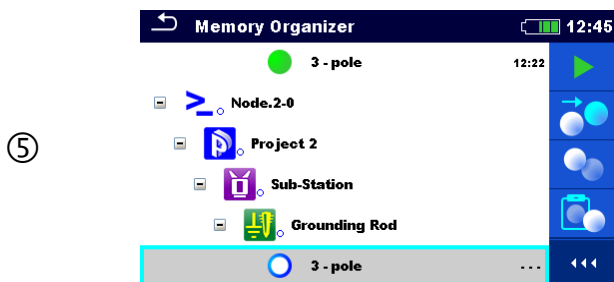 Memory Organizer 12:45
3 - pole 12:22
Node.2-0
Project 2
⑤
Sub-Station
Grounding Rod
3 - pole ...